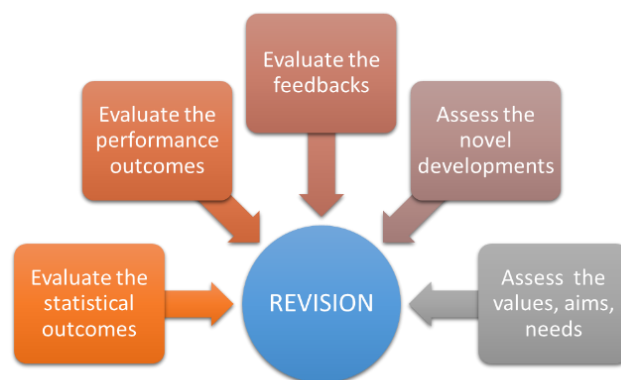 Evaluate the
feedbacks
Evaluate the
performance
outcomes
Assess the
novel
developments
Evaluate the
statistical
outcomes
REVISION
Assess the
values, aims,
needs